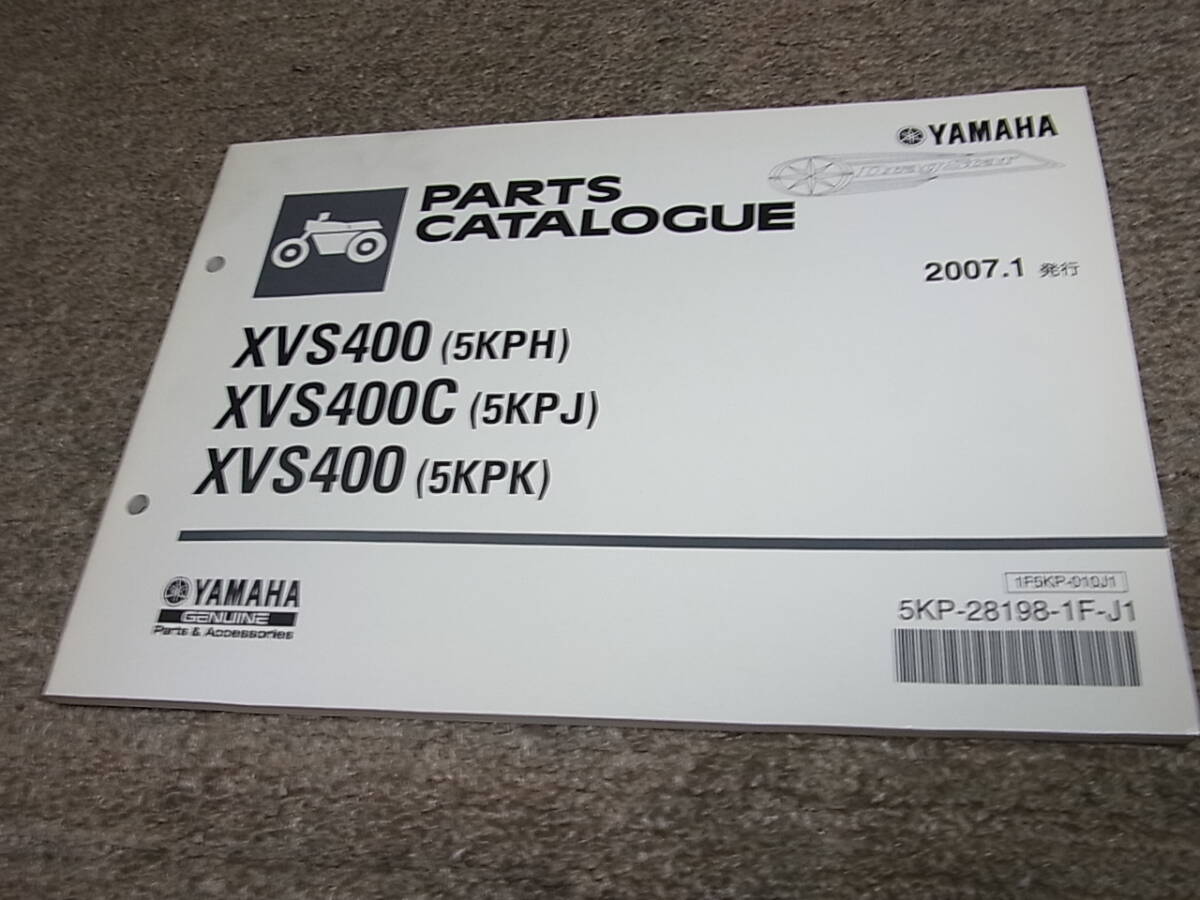 YAMAHA
DragStar
PARTS
CATALOGUE
2007.1 発行
XVS400 (5KPH)
XVS400C (5KPJ)
XVS400 (5KPK)
YAMAHA
GENUINE
Parts & Accessories
1F5KP-010J1
5KP-28198-1F-J1